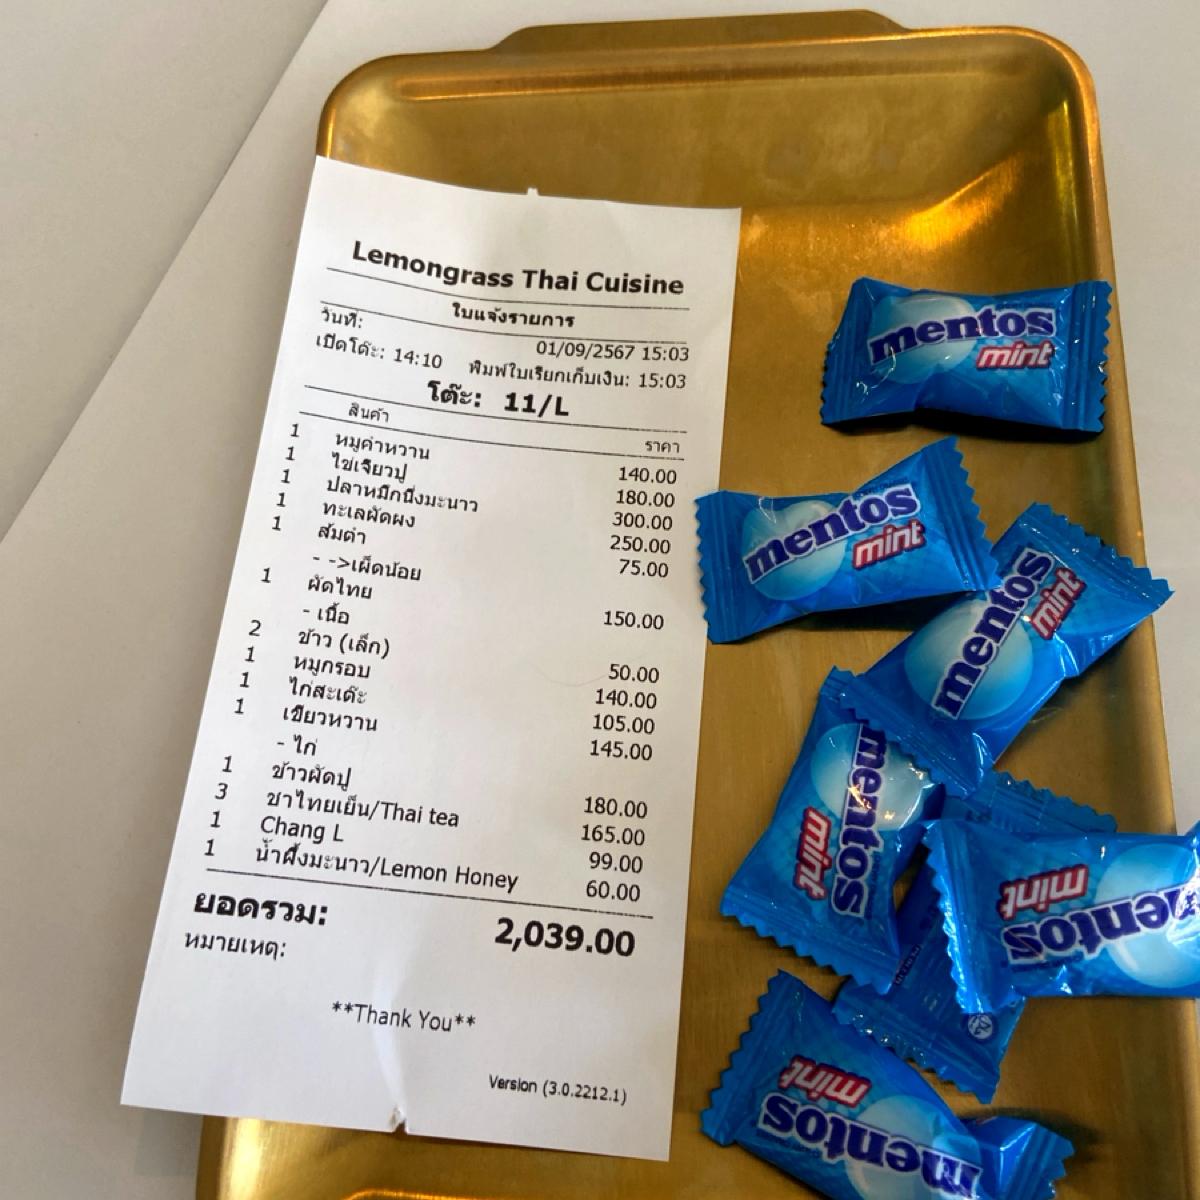 Lemongrass Thai Cuisine
ใบแจ้งรายการ
วันที่: 01/09/2567 15:03
เปิดโต๊ะ: 14:10 พิมพ์ใบเรียกเก็บเงิน: 15:03
โต๊ะ: 11/L
สินค้า ราคา
1 หมูค่ำหวาน 140.00
1 ไข่เจียวปู 180.00
1 ปลาหมึกนึ่งมะนาว 300.00
1 ทะเลผัดผง 250.00
1 ส้มตำ 75.00
- ->เผ็ดน้อย
1 ผัดไทย 150.00
- เนื้อ
2 ข้าว (เล็ก) 50.00
1 หมูกรอบ 140.00
1 ไก่สะเต๊ะ 105.00
1 เขียวหวาน 145.00
- ไก่
1 ข้าวผัดปู 180.00
3 ชาไทยเย็น/Thai tea 165.00
1 Chang L 99.00
1 น้ำผึ้งมะนาว/Lemon Honey 60.00
ยอดรวม: 2,039.00
หมายเหตุ:
**Thank You**
Version (3.0.2212.1)
mentos
mint
mentos
mint
mentos
mint
mentos
mint
mentos
mint
mentos
mint